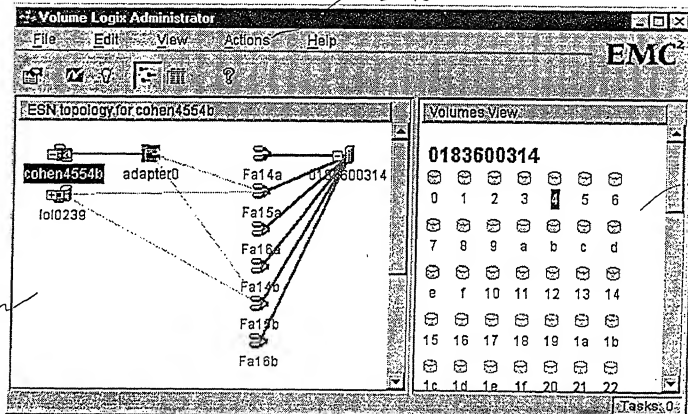 Volume Logix Administrator
File Edit View Actions Help
EMC²
ESN topology for cohen4554b
cohen4554b
adapter0
Fa14a
0183600314
lol0239
Fa15a
Fa16a
Fa14b
Fa15b
Fa16b
Volumes View
0183600314
0 1 2 3 4 5 6
7 8 9 a b c d
e f 10 11 12 13 14
15 16 17 18 19 1a 1b
1c 1d 1e 1f 20 21 22
Tasks: 0